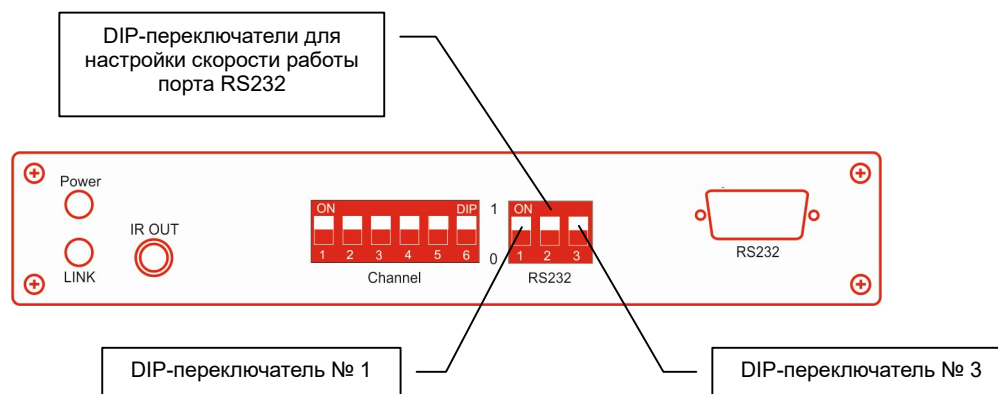 DIP-переключатели для
настройки скорости работы
порта RS232
Power
LINK
IR OUT
ON DIP
1 2 3 4 5 6
Channel
1
0
ON
1 2 3
RS232
RS232
DIP-переключатель № 1
DIP-переключатель № 3